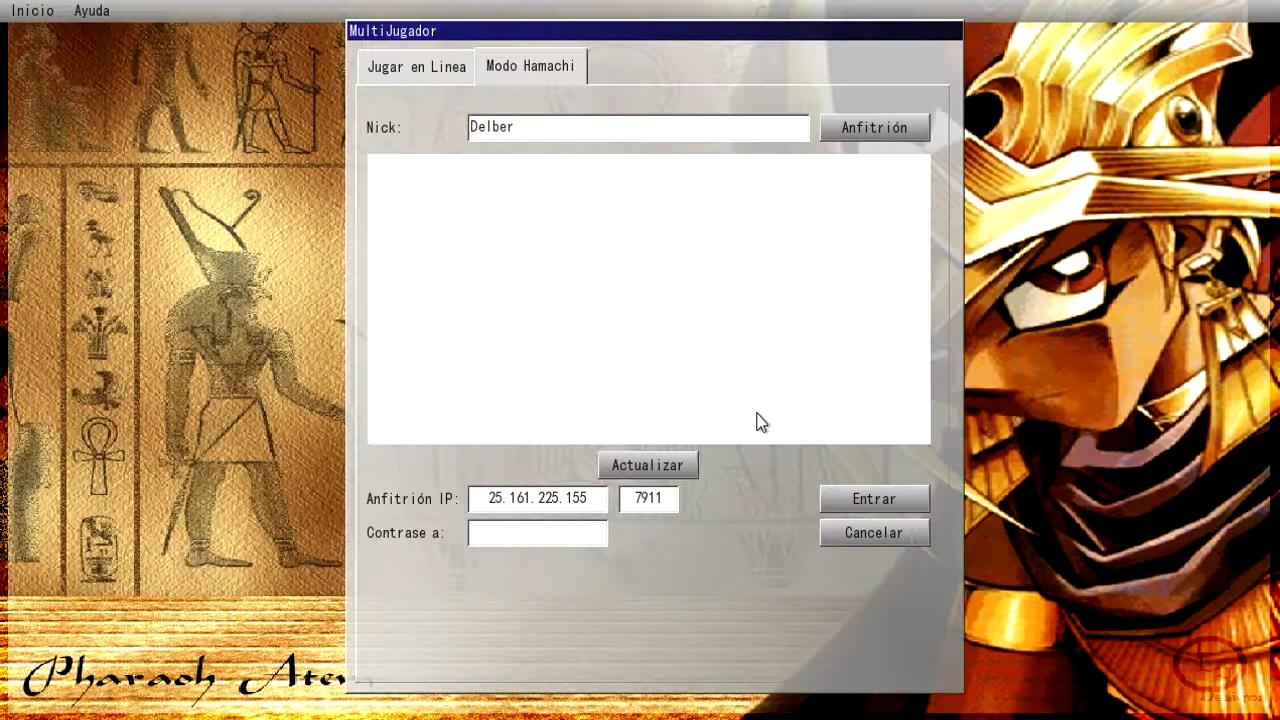 Inicio Ayuda
MultiJugador
Jugar en Linea Modo Hamachi
Nick: Delber Anfitrión
Actualizar
Anfitrión IP: 25.161.225.155 7911 Entrar
Contrase a: Cancelar
Pharaoh